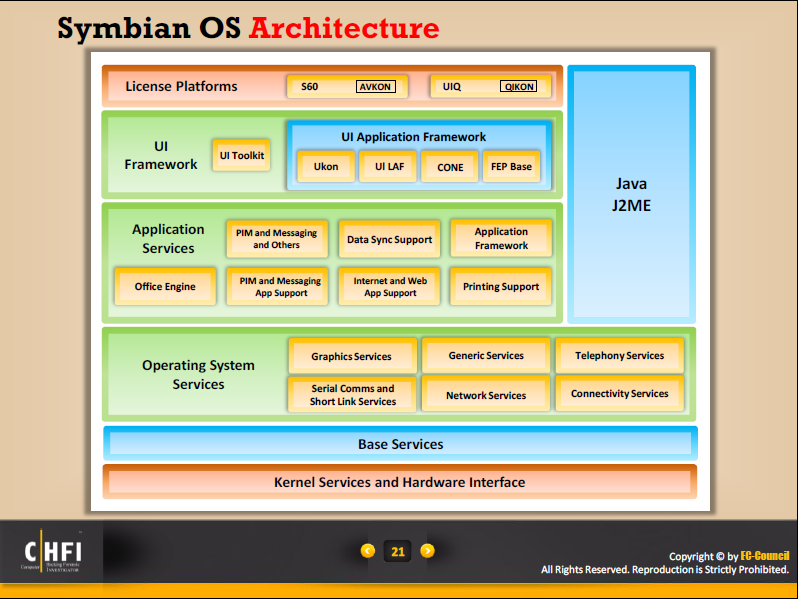 Symbian OS Architecture
License Platforms
S60
AVKON
UIQ
QIKON
UI
Framework
UI Toolkit
UI Application Framework
Ukon
UI LAF
CONE
FEP Base
Java
J2ME
Application
Services
PIM and Messaging
and Others
Data Sync Support
Application
Framework
Office Engine
PIM and Messaging
App Support
Internet and Web
App Support
Printing Support
Operating System
Services
Graphics Services
Generic Services
Telephony Services
Serial Comms and
Short Link Services
Network Services
Connectivity Services
Base Services
Kernel Services and Hardware Interface
CHFI
Computer Hacking Forensic
INVESTIGATOR
21
Copyright © by EC-Council
All Rights Reserved. Reproduction is Strictly Prohibited.